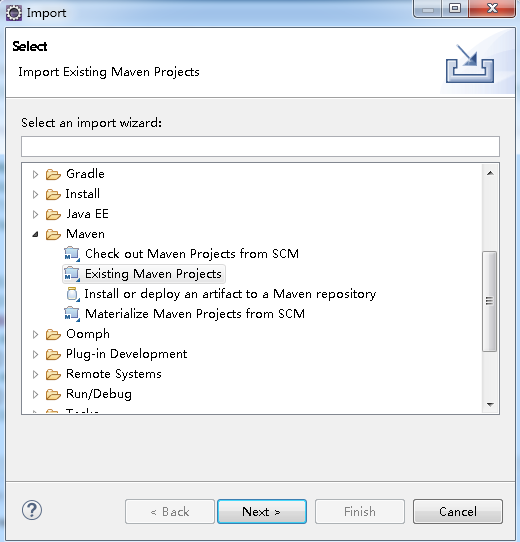 Import
Select
Import Existing Maven Projects
Select an import wizard:
Gradle
Install
Java EE
Maven
Check out Maven Projects from SCM
Existing Maven Projects
Install or deploy an artifact to a Maven repository
Materialize Maven Projects from SCM
Oomph
Plug-in Development
Remote Systems
Run/Debug
< Back
Next >
Finish
Cancel